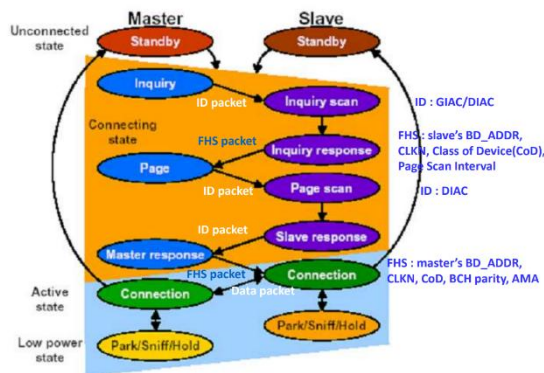 Master
Slave
Unconnected
state
Standby
Standby
Inquiry
ID packet
Inquiry scan
ID : GIAC/DIAC
Connecting
state
FHS packet
Inquiry response
FHS : slave's BD_ADDR,
CLKN, Class of Device(CoD),
Page Scan Interval
Page
ID packet
Page scan
ID : DIAC
ID packet
Slave response
Master response
FHS packet
Connection
FHS : master's BD_ADDR,
CLKN, CoD, BCH parity, AMA
Active
state
Connection
Data packet
Low power
state
Park/Sniff/Hold
Park/Sniff/Hold